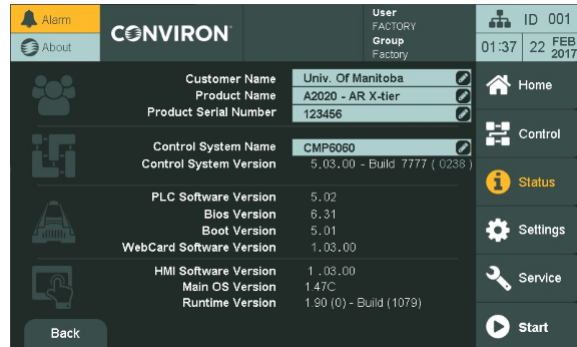 Alarm
About
CONVIRON
User
FACTORY
Group
Factory
ID 001
01:37 22 FEB 2017
Customer Name Univ. Of Manitoba
Product Name A2020 - AR X-tier
Product Serial Number 123456
Control System Name CMP6060
Control System Version 5.03.00 - Build 7777 ( 0238 )
PLC Software Version 5.02
Bios Version 6.31
Boot Version 5.01
WebCard Software Version 1.03.00
HMI Software Version 1 .03.00
Main OS Version 1.47C
Runtime Version 1.90 (0) - Build (1079)
Back
Home
Control
Status
Settings
Service
Start